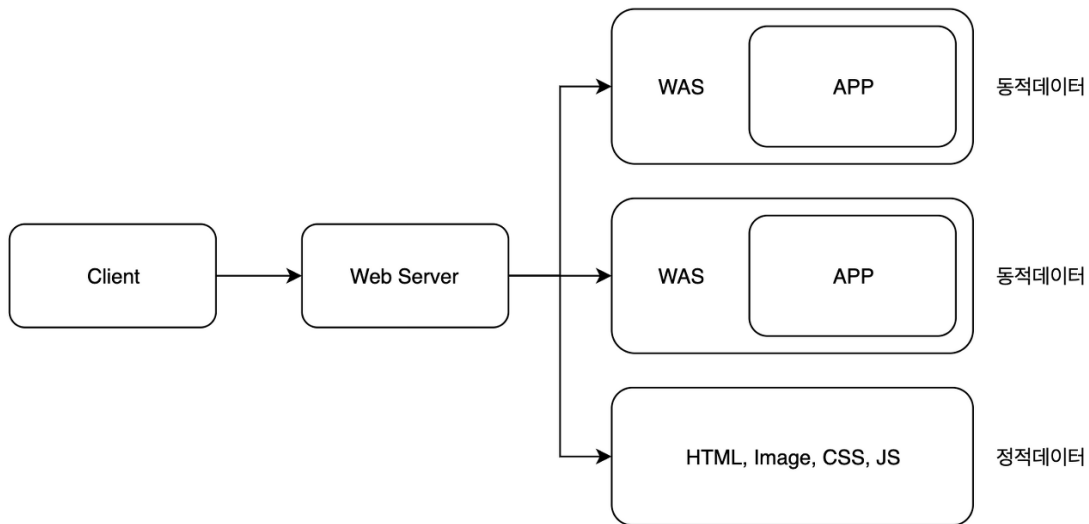 WAS
APP
동적데이터
Client
Web Server
WAS
APP
동적데이터
HTML, Image, CSS, JS
정적데이터